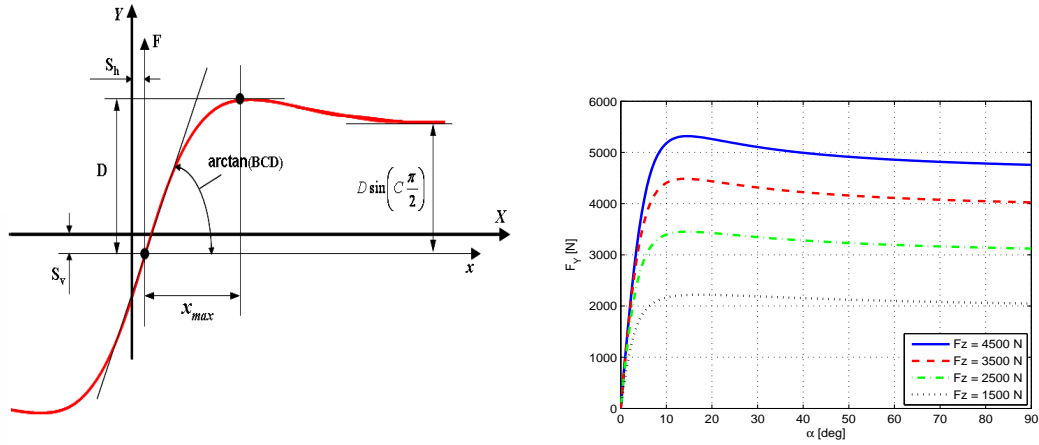 Y
F
S_h
D
arctan(BCD)
D sin(C π/2)
X
S_v
x
x_max
6000
5000
4000
3000
2000
1000
0
F_Y [N]
0 10 20 30 40 50 60 70 80 90
α [deg]
Fz = 4500 N
Fz = 3500 N
Fz = 2500 N
Fz = 1500 N